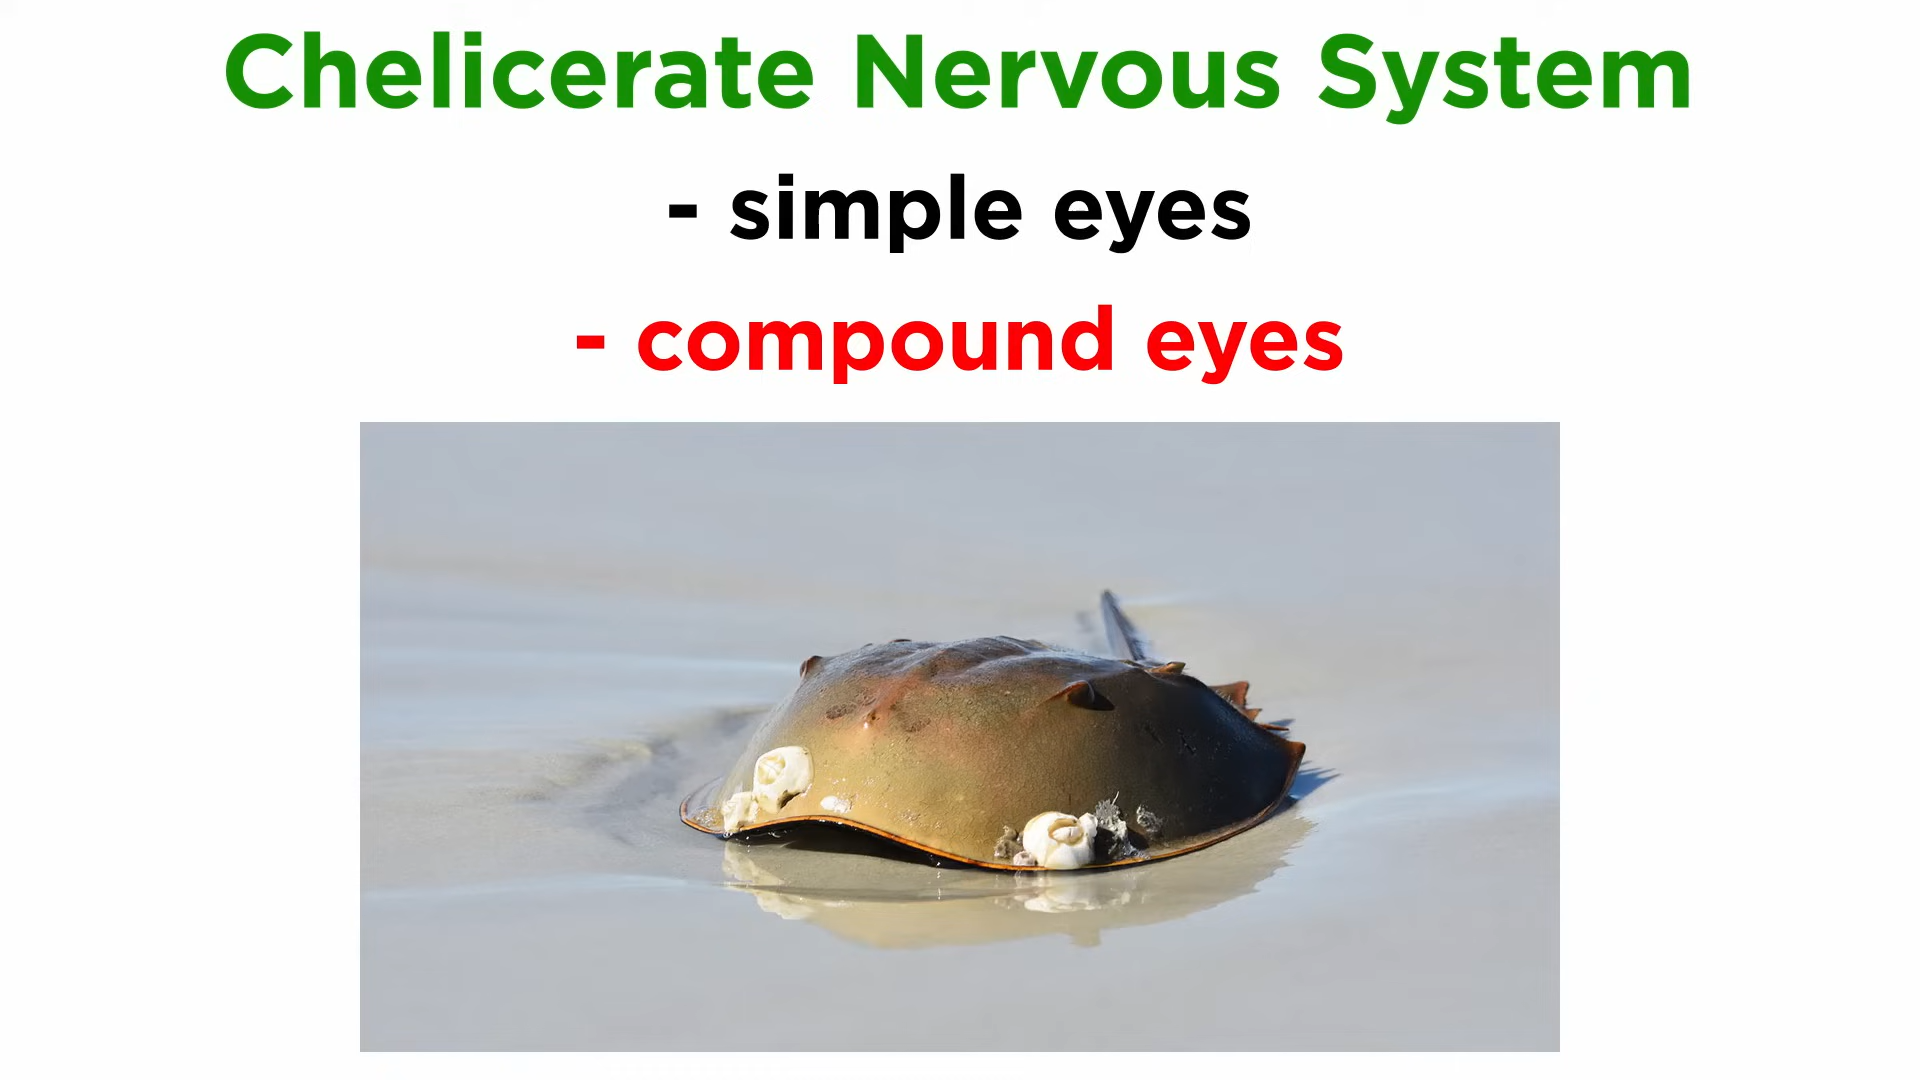 Chelicerate Nervous System
- simple eyes
- compound eyes